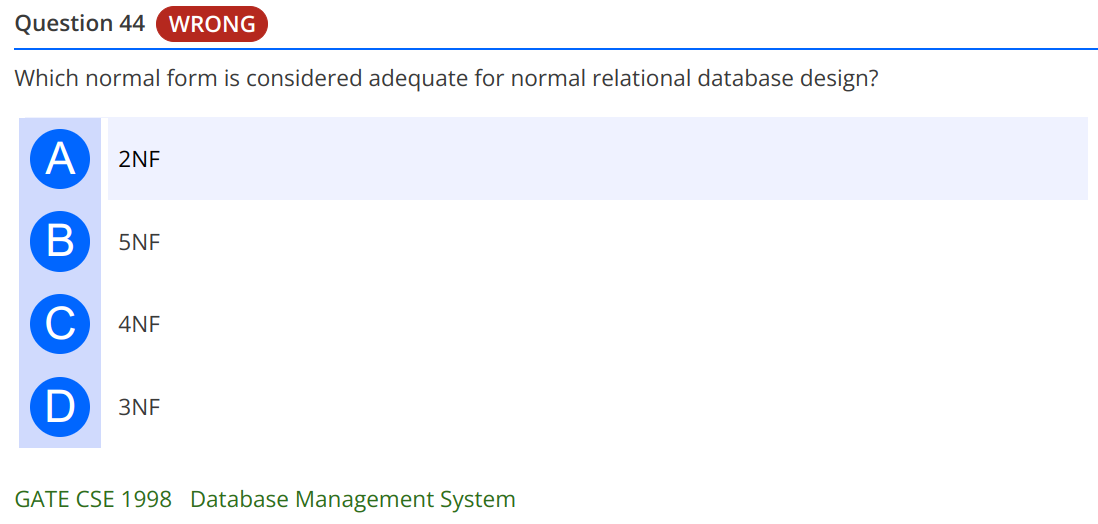 Question 44 WRONG
Which normal form is considered adequate for normal relational database design?
A 2NF
B 5NF
C 4NF
D 3NF
GATE CSE 1998 Database Management System